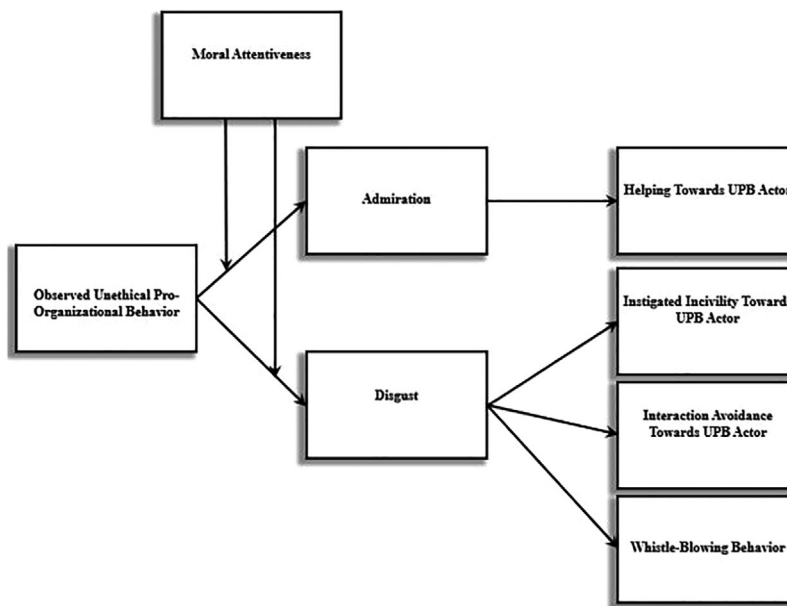 Moral Attentiveness
Admiration
Helping Towards UPB Actor
Observed Unethical Pro-
Organizational Behavior
Instigated Incivility Toward
UPB Actor
Disgust
Interaction Avoidance
Towards UPB Actor
Whistle-Blowing Behavior